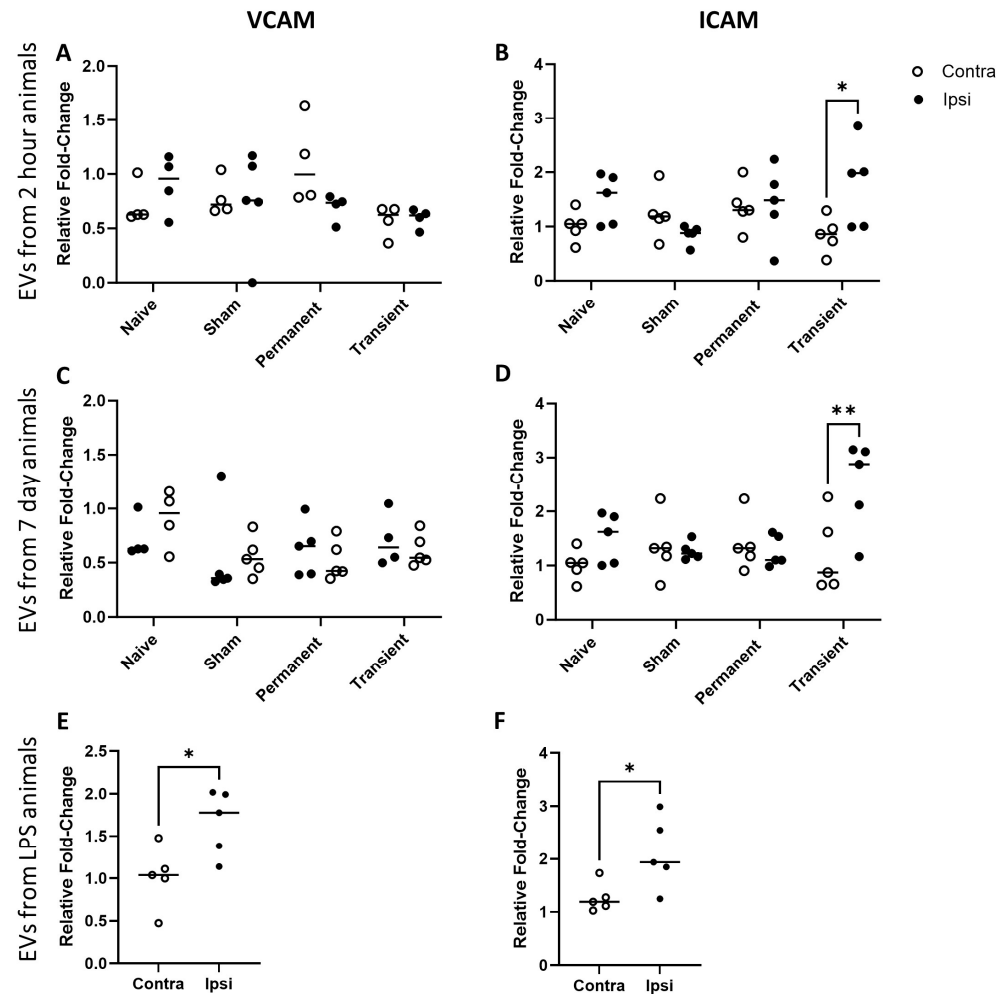 VCAM
ICAM
EVs from 2 hour animals
A
Relative Fold-Change
2.0
1.5
1.0
0.5
0.0
Naive
Sham
Permanent
Transient
B
Relative Fold-Change
4
3
2
1
0
*
Naive
Sham
Permanent
Transient
Contra
Ipsi
EVs from 7 day animals
C
Relative Fold-Change
2.0
1.5
1.0
0.5
0.0
Naive
Sham
Permanent
Transient
D
Relative Fold-Change
4
3
2
1
0
**
Naive
Sham
Permanent
Transient
EVs from LPS animals
E
Relative Fold-Change
2.5
2.0
1.5
1.0
0.5
0.0
*
Contra Ipsi
F
Relative Fold-Change
4
3
2
1
0
*
Contra Ipsi